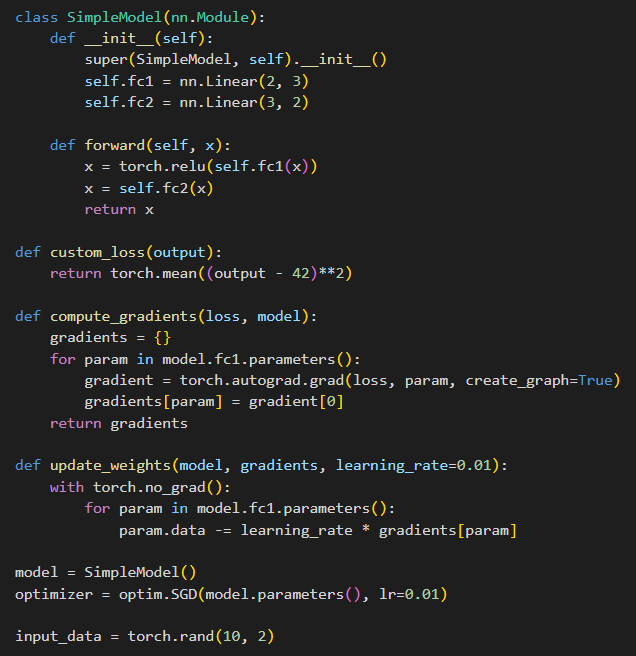 class SimpleModel(nn.Module):
    def __init__(self):
        super(SimpleModel, self).__init__()
        self.fc1 = nn.Linear(2, 3)
        self.fc2 = nn.Linear(3, 2)

    def forward(self, x):
        x = torch.relu(self.fc1(x))
        x = self.fc2(x)
        return x

def custom_loss(output):
    return torch.mean((output - 42)**2)

def compute_gradients(loss, model):
    gradients = {}
    for param in model.fc1.parameters():
        gradient = torch.autograd.grad(loss, param, create_graph=True)
        gradients[param] = gradient[0]
    return gradients

def update_weights(model, gradients, learning_rate=0.01):
    with torch.no_grad():
        for param in model.fc1.parameters():
            param.data -= learning_rate * gradients[param]

model = SimpleModel()
optimizer = optim.SGD(model.parameters(), lr=0.01)

input_data = torch.rand(10, 2)